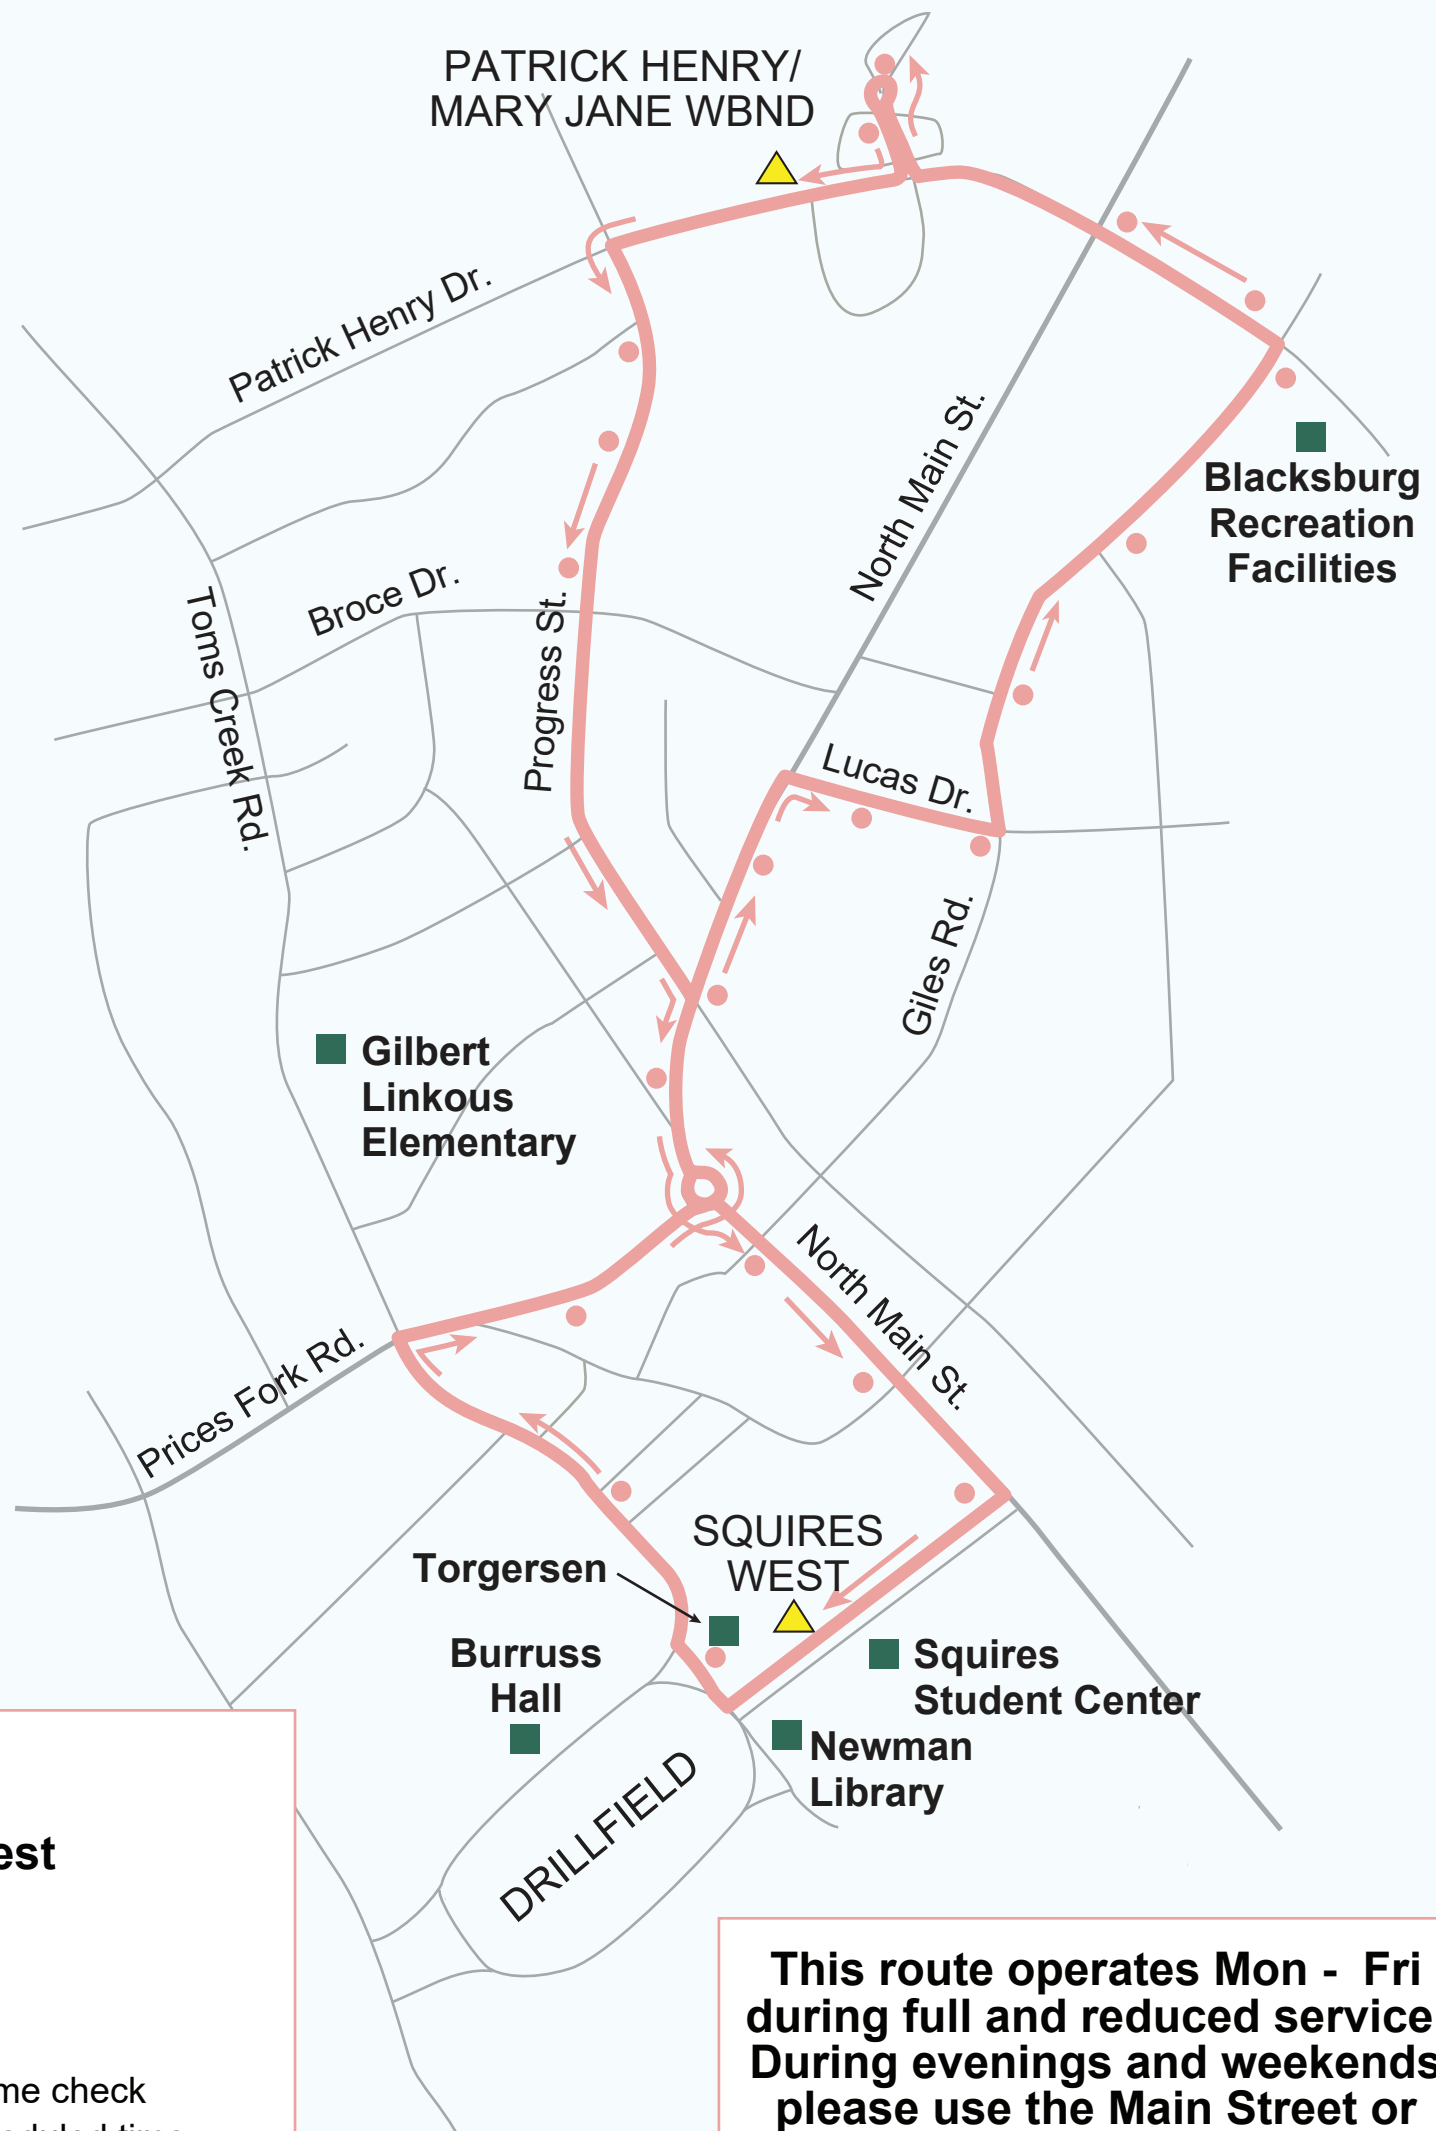 PATRICK HENRY/
MARY JANE WBND
Patrick Henry Dr.
North Main St.
Blacksburg
Recreation
Facilities
Broce Dr.
Toms Creek Rd.
Progress St.
Lucas Dr.
Giles Rd.
Gilbert
Linkous
Elementary
North Main St.
Prices Fork Rd.
SQUIRES
WEST
Torgersen
Burruss
Hall
Squires
Student Center
Newman
Library
DRILLFIELD
est
me check
This route operates Mon - Fri
during full and reduced service
During evenings and weekends
please use the Main Street or